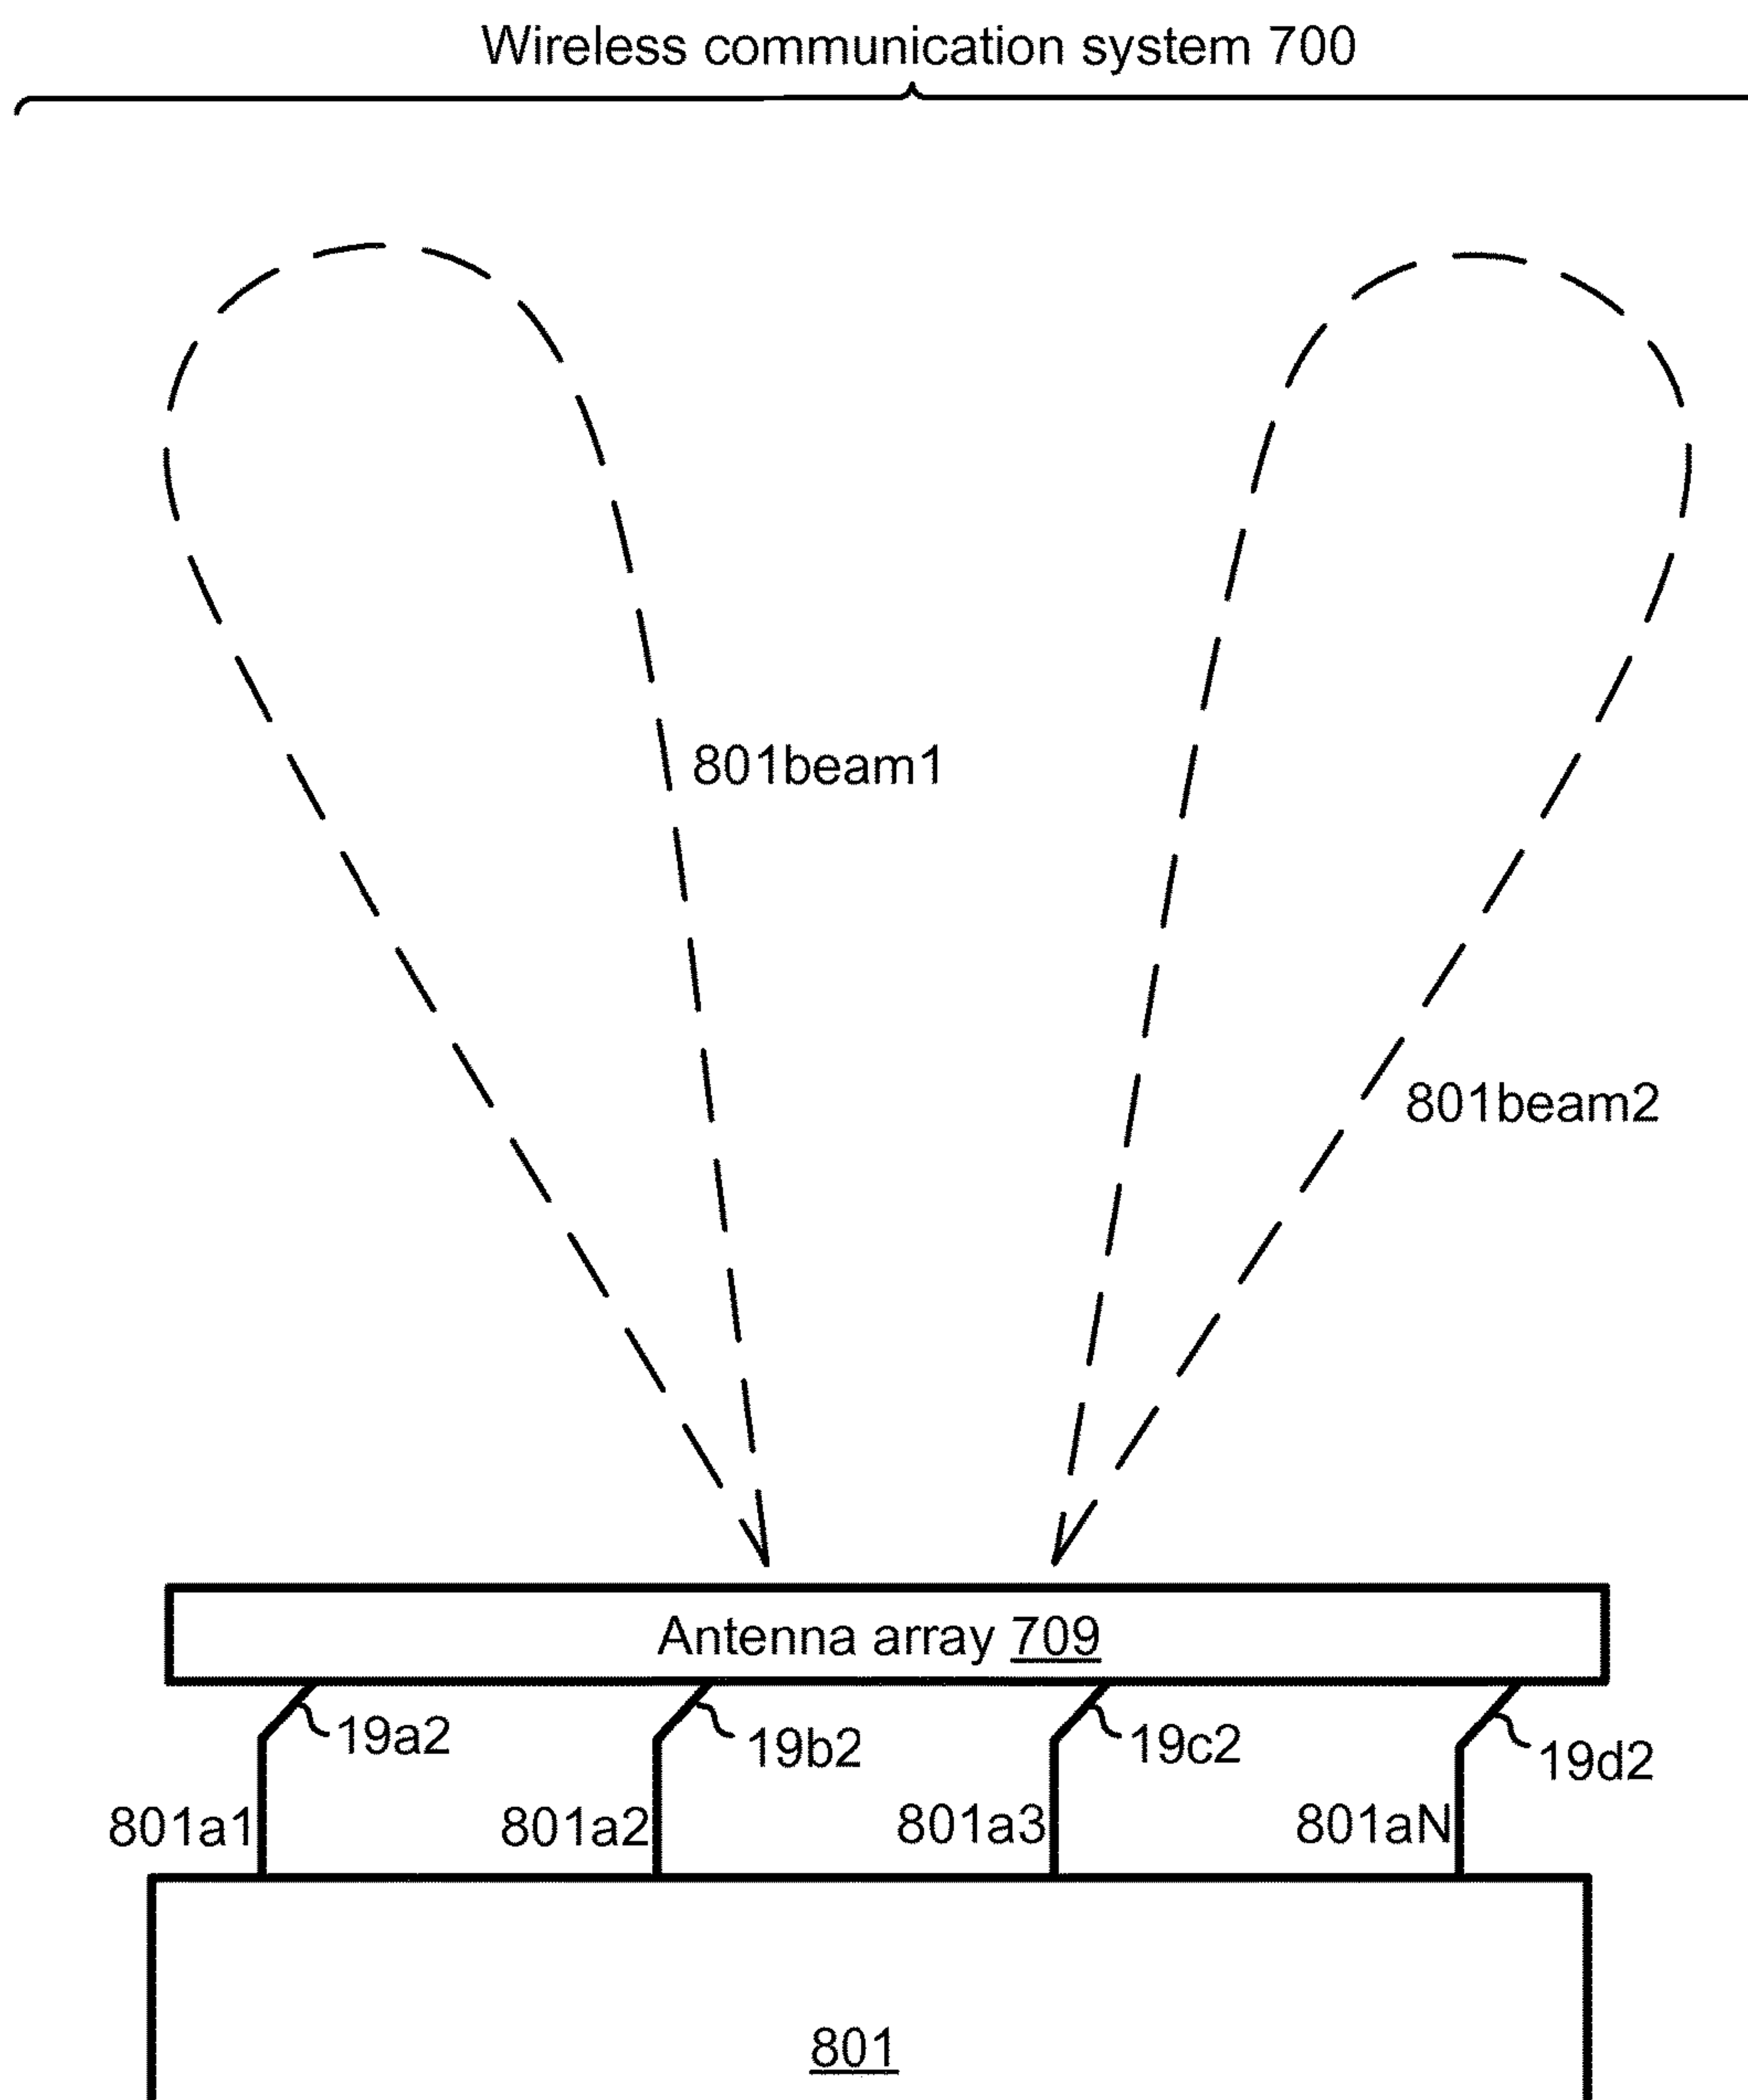 Wireless communication system 700
801beam1
801beam2
Antenna array 709
19a2
19b2
19c2
19d2
801a1
801a2
801a3
801aN
801